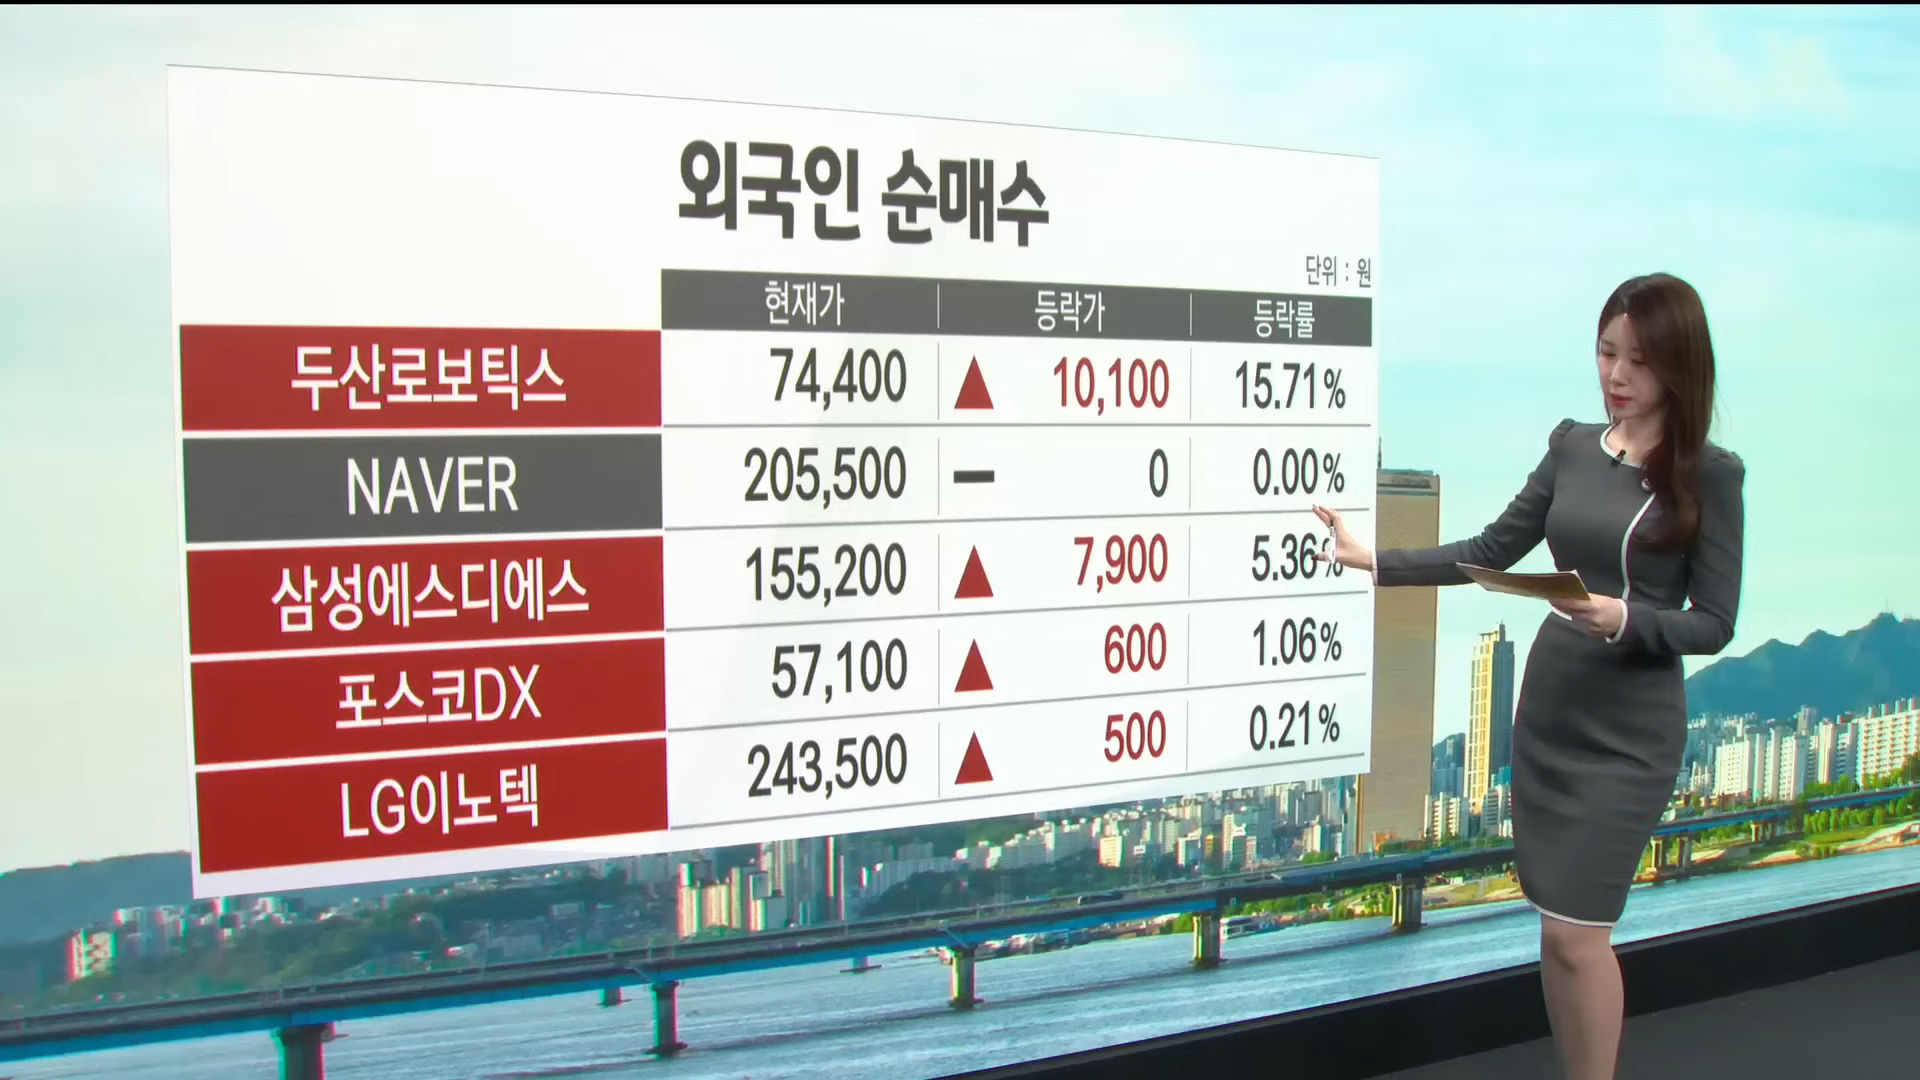 외국인 순매수
단위 : 원
현재가 등락가 등락률
두산로보틱스 74,400 ▲ 10,100 15.71%
NAVER 205,500 ━ 0 0.00%
삼성에스디에스 155,200 ▲ 7,900 5.36%
포스코DX 57,100 ▲ 600 1.06%
LG이노텍 243,500 ▲ 500 0.21%